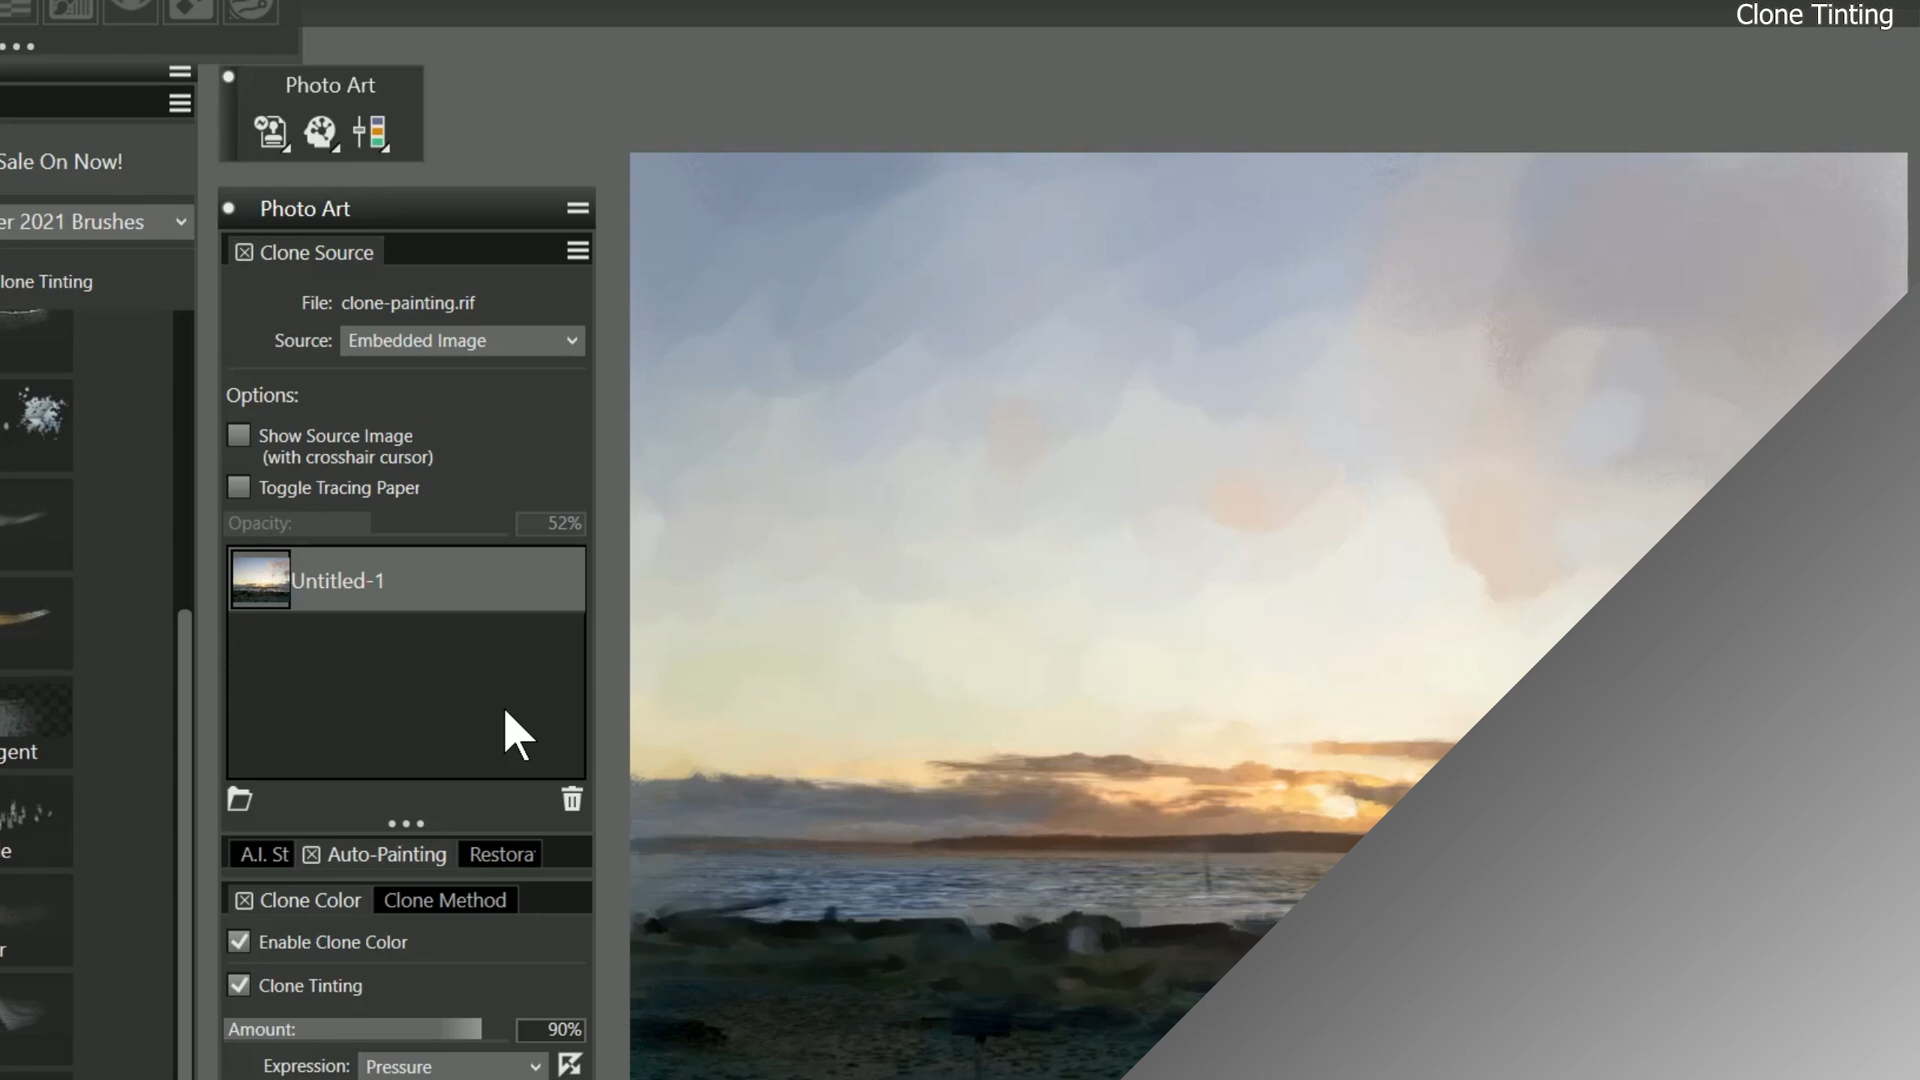 Clone Tinting
Photo Art
Sale On Now!
er 2021 Brushes
lone Tinting
gent
e
r
Photo Art
Clone Source
File: clone-painting.rif
Source: Embedded Image
Options:
Show Source Image
(with crosshair cursor)
Toggle Tracing Paper
Opacity: 52%
Untitled-1
A.I. St Auto-Painting Restora
Clone Color Clone Method
Enable Clone Color
Clone Tinting
Amount: 90%
Expression: Pressure